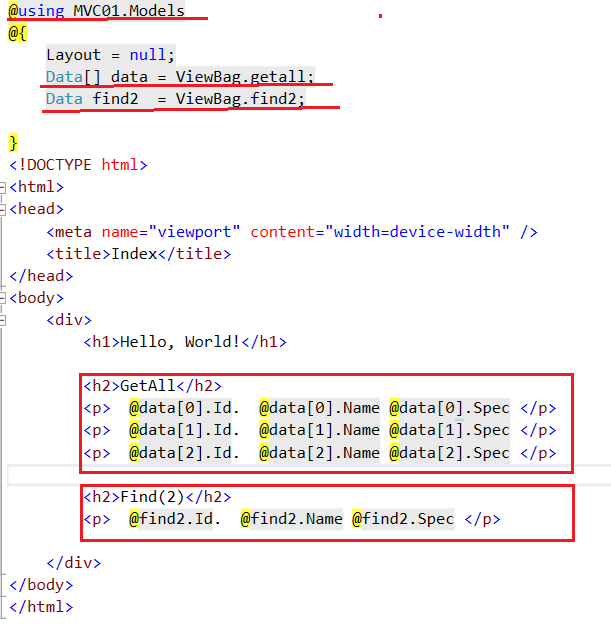 @using MVC01.Models
@{
    Layout = null;
    Data[] data = ViewBag.getall;
    Data find2  = ViewBag.find2;
}
<!DOCTYPE html>
<html>
<head>
    <meta name="viewport" content="width=device-width" />
    <title>Index</title>
</head>
<body>
    <div>
        <h1>Hello, World!</h1>
        <h2>GetAll</h2>
        <p>  @data[0].Id.  @data[0].Name @data[0].Spec </p>
        <p>  @data[1].Id.  @data[1].Name @data[1].Spec </p>
        <p>  @data[2].Id.  @data[2].Name @data[2].Spec </p>
        <h2>Find(2)</h2>
        <p>  @find2.Id.  @find2.Name @find2.Spec </p>
    </div>
</body>
</html>